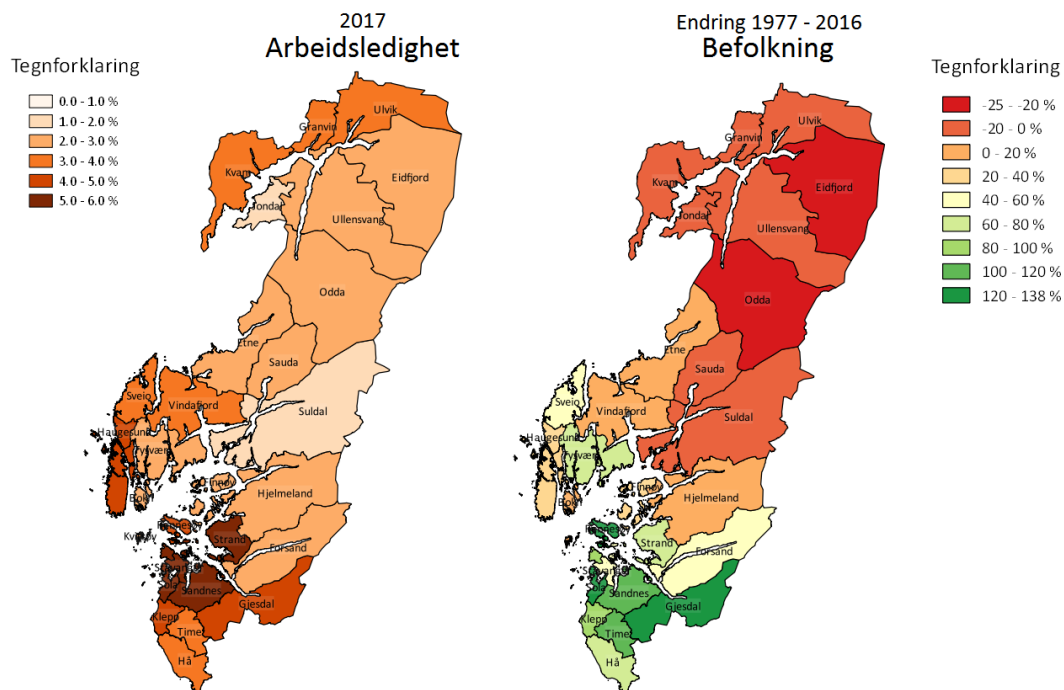 2017
Arbeidsledighet
Tegnforklaring
0.0 - 1.0 %
1.0 - 2.0 %
2.0 - 3.0 %
3.0 - 4.0 %
4.0 - 5.0 %
5.0 - 6.0 %
Ulvik
Granvin
Kvam
Eidfjord
Ullensvang
Odda
Etne
Sauda
Sveio
Vindafjord
Suldal
Haugesund
Tysvær
Finnøy
Hjelmeland
Strand
Forsand
Sandnes
Gjesdal
Klepp
Time
Hå
Endring 1977 - 2016
Befolkning
Tegnforklaring
-25 - -20 %
-20 - 0 %
0 - 20 %
20 - 40 %
40 - 60 %
60 - 80 %
80 - 100 %
100 - 120 %
120 - 138 %
Ulvik
Granvin
Kvam
Eidfjord
Ullensvang
Odda
Etne
Sauda
Sveio
Vindafjord
Suldal
Haugesund
Tysvær
Finnøy
Hjelmeland
Strand
Forsand
Sola
Sandnes
Gjesdal
Klepp
Time
Hå